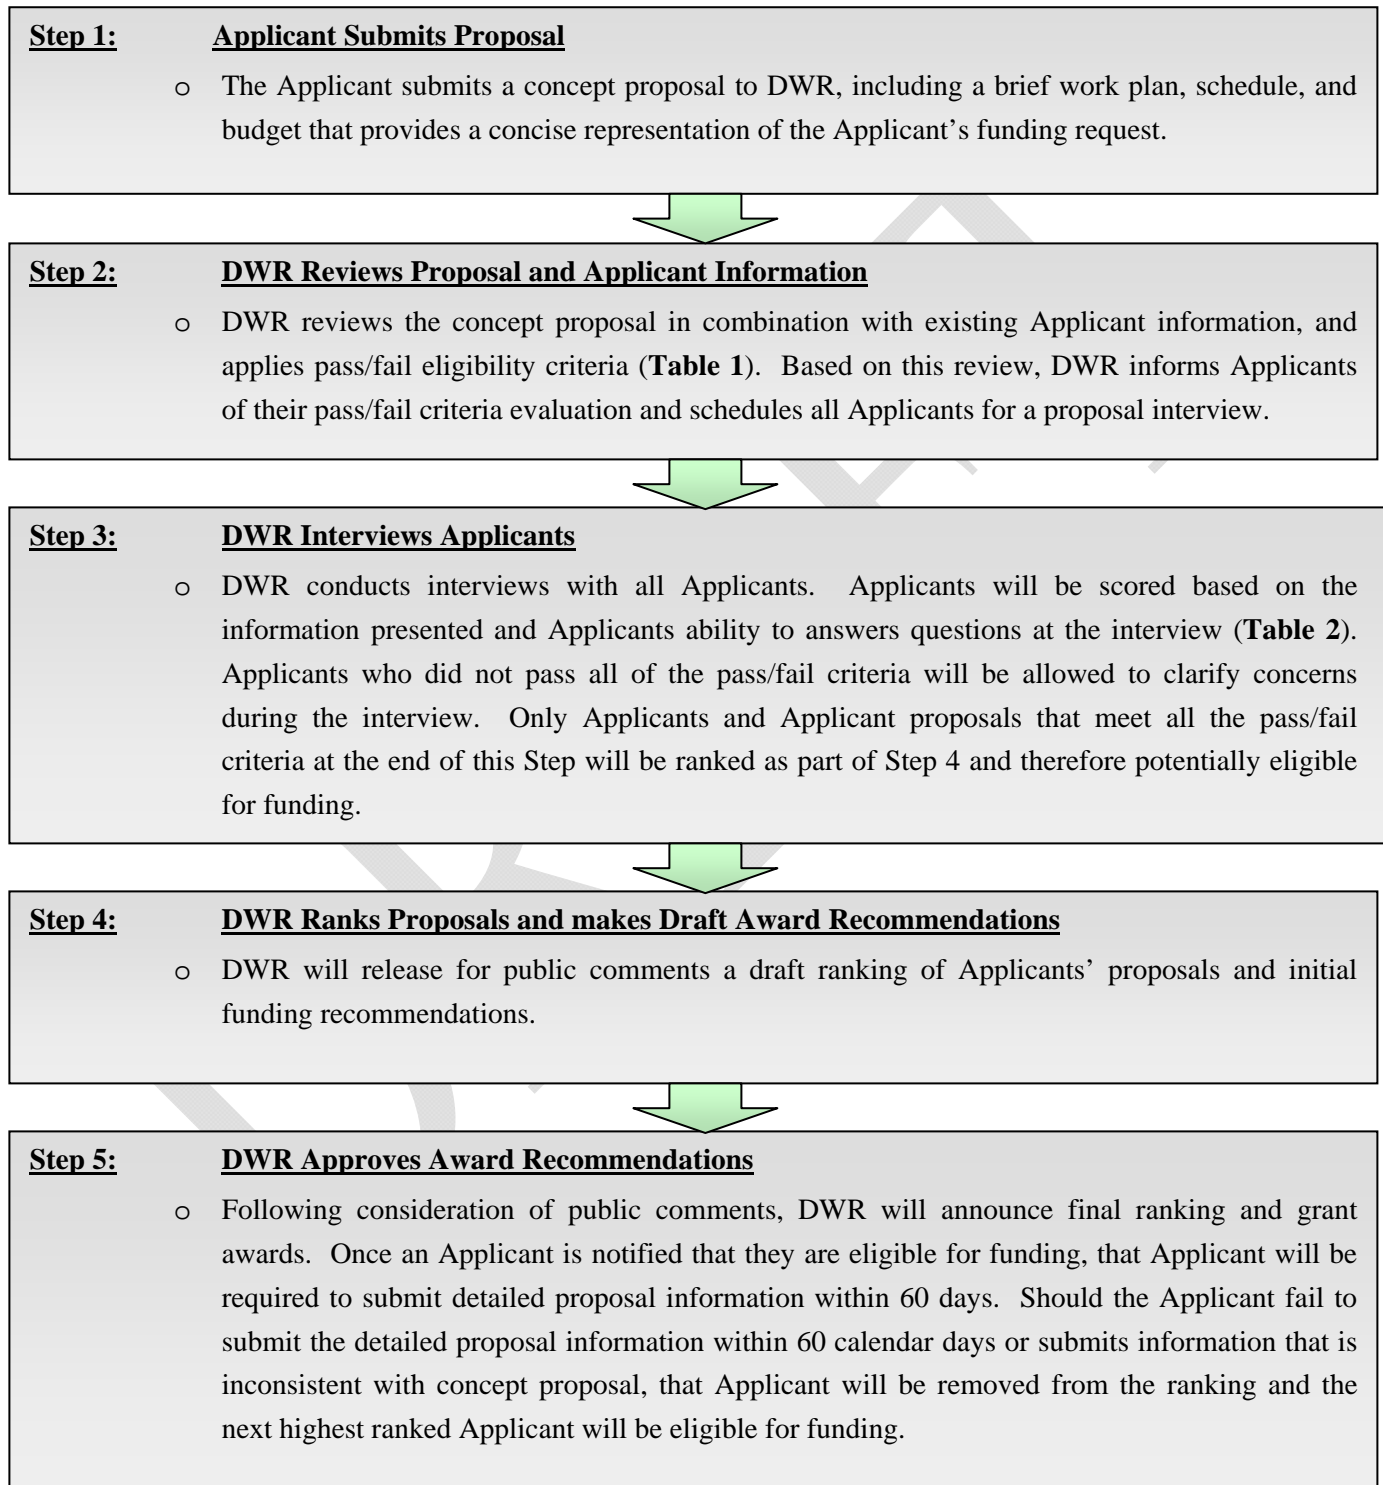 Step 1: Applicant Submits Proposal
o The Applicant submits a concept proposal to DWR, including a brief work plan, schedule, and
budget that provides a concise representation of the Applicant’s funding request.
Step 2: DWR Reviews Proposal and Applicant Information
o DWR reviews the concept proposal in combination with existing Applicant information, and
applies pass/fail eligibility criteria (Table 1). Based on this review, DWR informs Applicants
of their pass/fail criteria evaluation and schedules all Applicants for a proposal interview.
Step 3: DWR Interviews Applicants
o DWR conducts interviews with all Applicants. Applicants will be scored based on the
information presented and Applicants ability to answers questions at the interview (Table 2).
Applicants who did not pass all of the pass/fail criteria will be allowed to clarify concerns
during the interview. Only Applicants and Applicant proposals that meet all the pass/fail
criteria at the end of this Step will be ranked as part of Step 4 and therefore potentially eligible
for funding.
Step 4: DWR Ranks Proposals and makes Draft Award Recommendations
o DWR will release for public comments a draft ranking of Applicants’ proposals and initial
funding recommendations.
Step 5: DWR Approves Award Recommendations
o Following consideration of public comments, DWR will announce final ranking and grant
awards. Once an Applicant is notified that they are eligible for funding, that Applicant will be
required to submit detailed proposal information within 60 days. Should the Applicant fail to
submit the detailed proposal information within 60 calendar days or submits information that is
inconsistent with concept proposal, that Applicant will be removed from the ranking and the
next highest ranked Applicant will be eligible for funding.